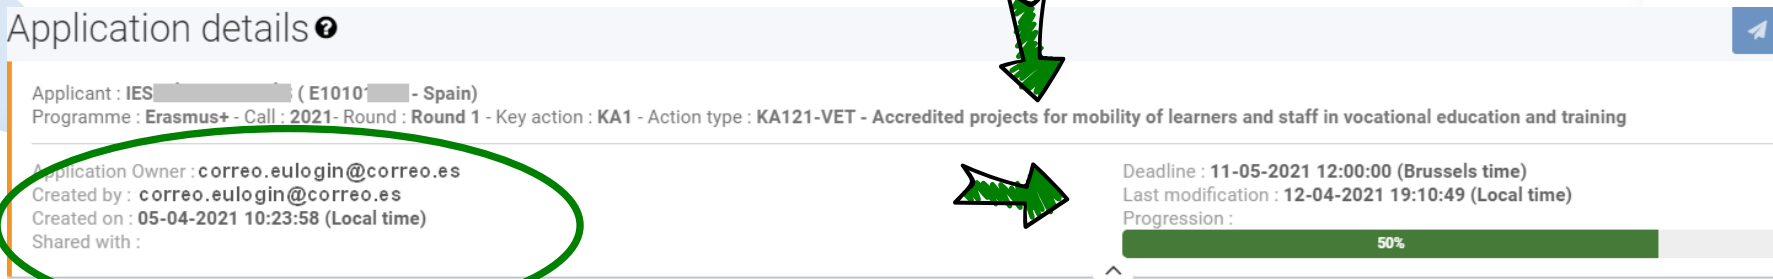 Application details ?
Applicant : IES ( E1010 - Spain)
Programme : Erasmus+ - Call : 2021- Round : Round 1 - Key action : KA1 - Action type : KA121-VET - Accredited projects for mobility of learners and staff in vocational education and training
Application Owner : correo.eulogin@correo.es
Created by : correo.eulogin@correo.es
Created on : 05-04-2021 10:23:58 (Local time)
Shared with :
Deadline : 11-05-2021 12:00:00 (Brussels time)
Last modification : 12-04-2021 19:10:49 (Local time)
Progression :
50%